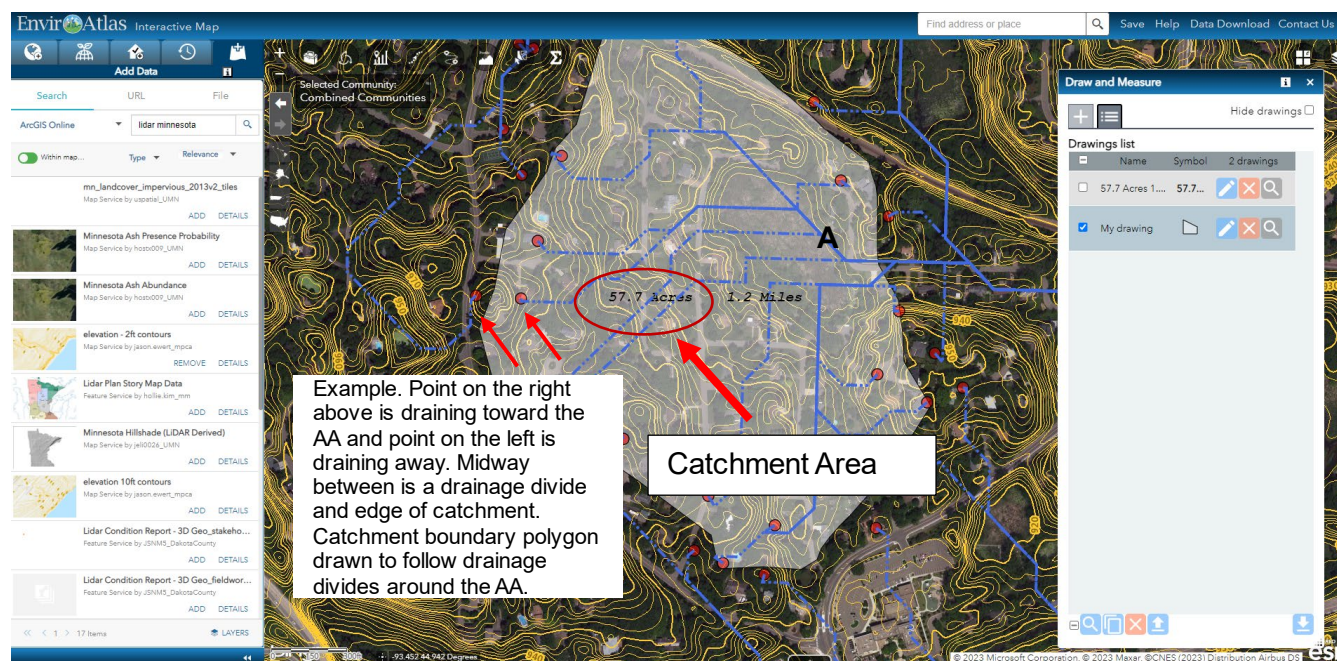 EnviroAtlas Interactive Map
Find address or place
Save Help Data Download Contact Us
Add Data
Search URL File
ArcGIS Online
lidar minnesota
Within map...
Type
Relevance
mn_landcover_impervious_2013v2_tiles
Map Service by uspatial_UMN
ADD DETAILS
Minnesota Ash Presence Probability
Map Service by hostx009_UMN
ADD DETAILS
Minnesota Ash Abundance
Map Service by hostx009_UMN
ADD DETAILS
elevation - 2ft contours
Map Service by jason.ewert_mpca
REMOVE DETAILS
Lidar Plan Story Map Data
Feature Service by hollie.kim_mm
ADD DETAILS
Minnesota Hillshade (LiDAR Derived)
Map Service by jeli0026_UMN
ADD DETAILS
elevation 10ft contours
Map Service by jason.ewert_mpca
ADD DETAILS
Lidar Condition Report - 3D Geo_stakeho...
Feature Service by JSNM5_DakotaCounty
ADD DETAILS
Lidar Condition Report - 3D Geo_fieldwor...
Feature Service by JSNM5_DakotaCounty
ADD DETAILS
1 17 Items
LAYERS
Selected Community:
Combined Communities
A
57.7 Acres 1.2 Miles
Example. Point on the right
above is draining toward the
AA and point on the left is
draining away. Midway
between is a drainage divide
and edge of catchment.
Catchment boundary polygon
drawn to follow drainage
divides around the AA.
Catchment Area
940
920
-93.452 44.942 Degrees
Draw and Measure
Hide drawings
Drawings list
Name Symbol 2 drawings
57.7 Acres 1.... 57.7...
My drawing
© 2023 Microsoft Corporation, © 2023 Maxar, ©CNES (2023) Distribution Airbus DS